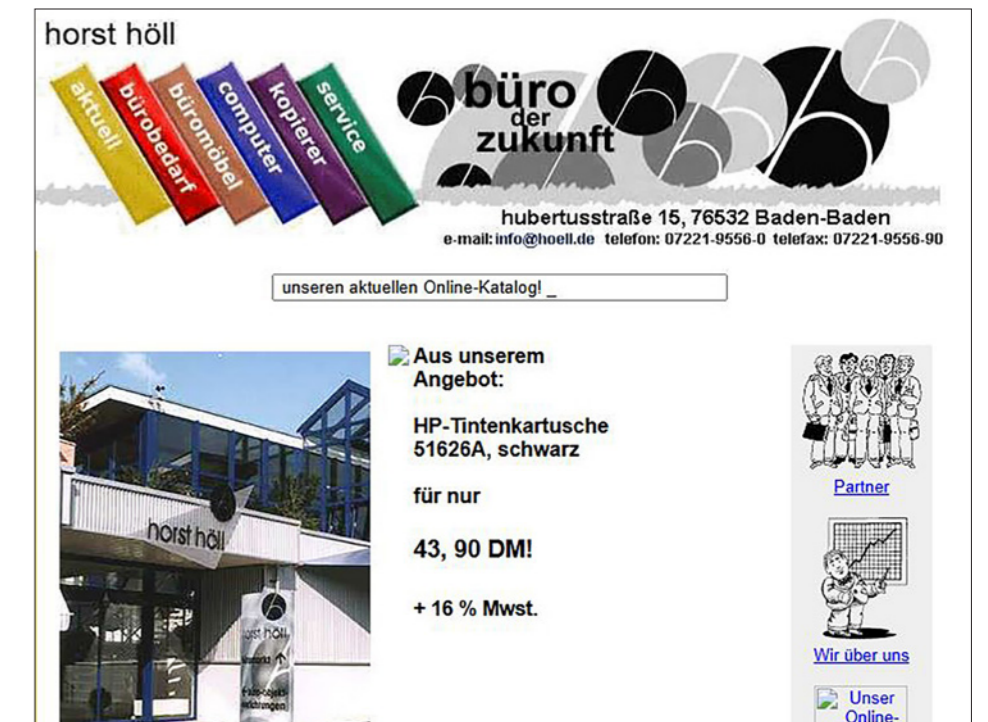 horst höll
aktuell
bürobedarf
büromöbel
computer
kopierer
service
büro
der
zukunft
hubertusstraße 15, 76532 Baden-Baden
e-mail: info@hoell.de telefon: 07221-9556-0 telefax: 07221-9556-90
unseren aktuellen Online-Katalog! _
Aus unserem
Angebot:
HP-Tintenkartusche
51626A, schwarz
für nur
43, 90 DM!
+ 16 % Mwst.
horst höll
horst höll
Partner
Wir über uns
Unser
Online-